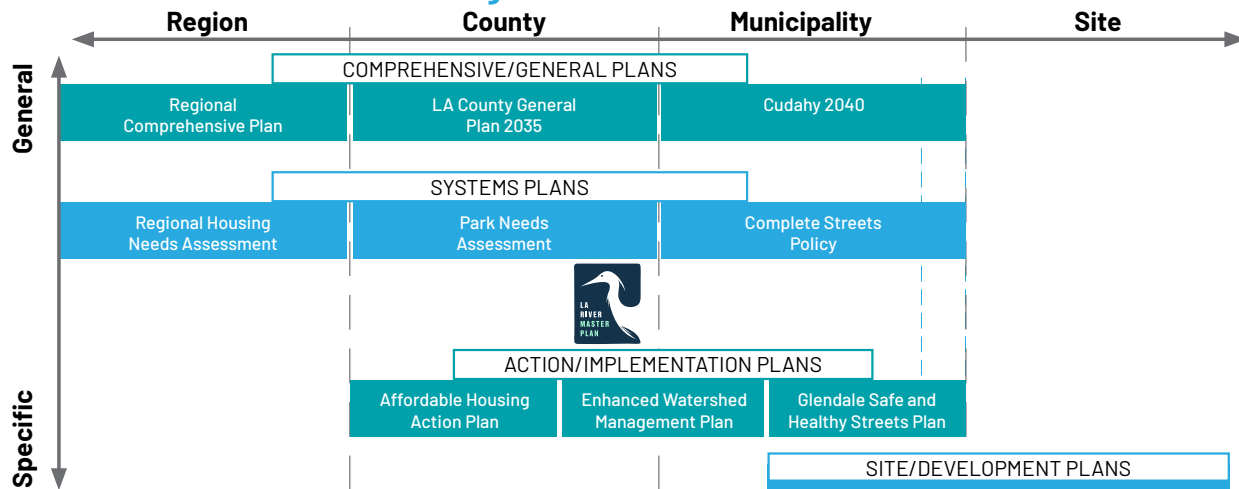 Region
County
Municipality
Site
General
Specific
COMPREHENSIVE/GENERAL PLANS
Regional
Comprehensive Plan
LA County General
Plan 2035
Cudahy 2040
SYSTEMS PLANS
Regional Housing
Needs Assessment
Park Needs
Assessment
Complete Streets
Policy
LA
RIVER
MASTER
PLAN
ACTION/IMPLEMENTATION PLANS
Affordable Housing
Action Plan
Enhanced Watershed
Management Plan
Glendale Safe and
Healthy Streets Plan
SITE/DEVELOPMENT PLANS